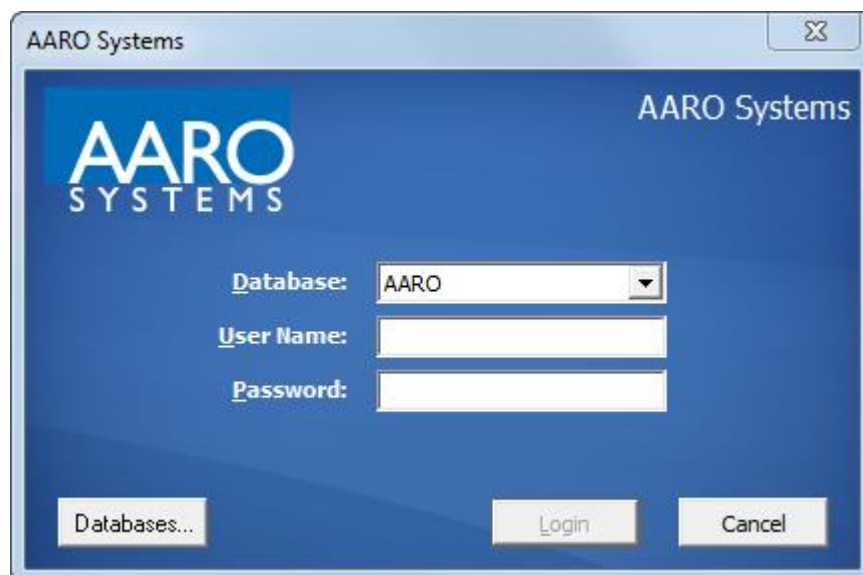 AARO Systems
AARO Systems
AARO
SYSTEMS
Database: AARO
User Name:
Password:
Databases... Login Cancel